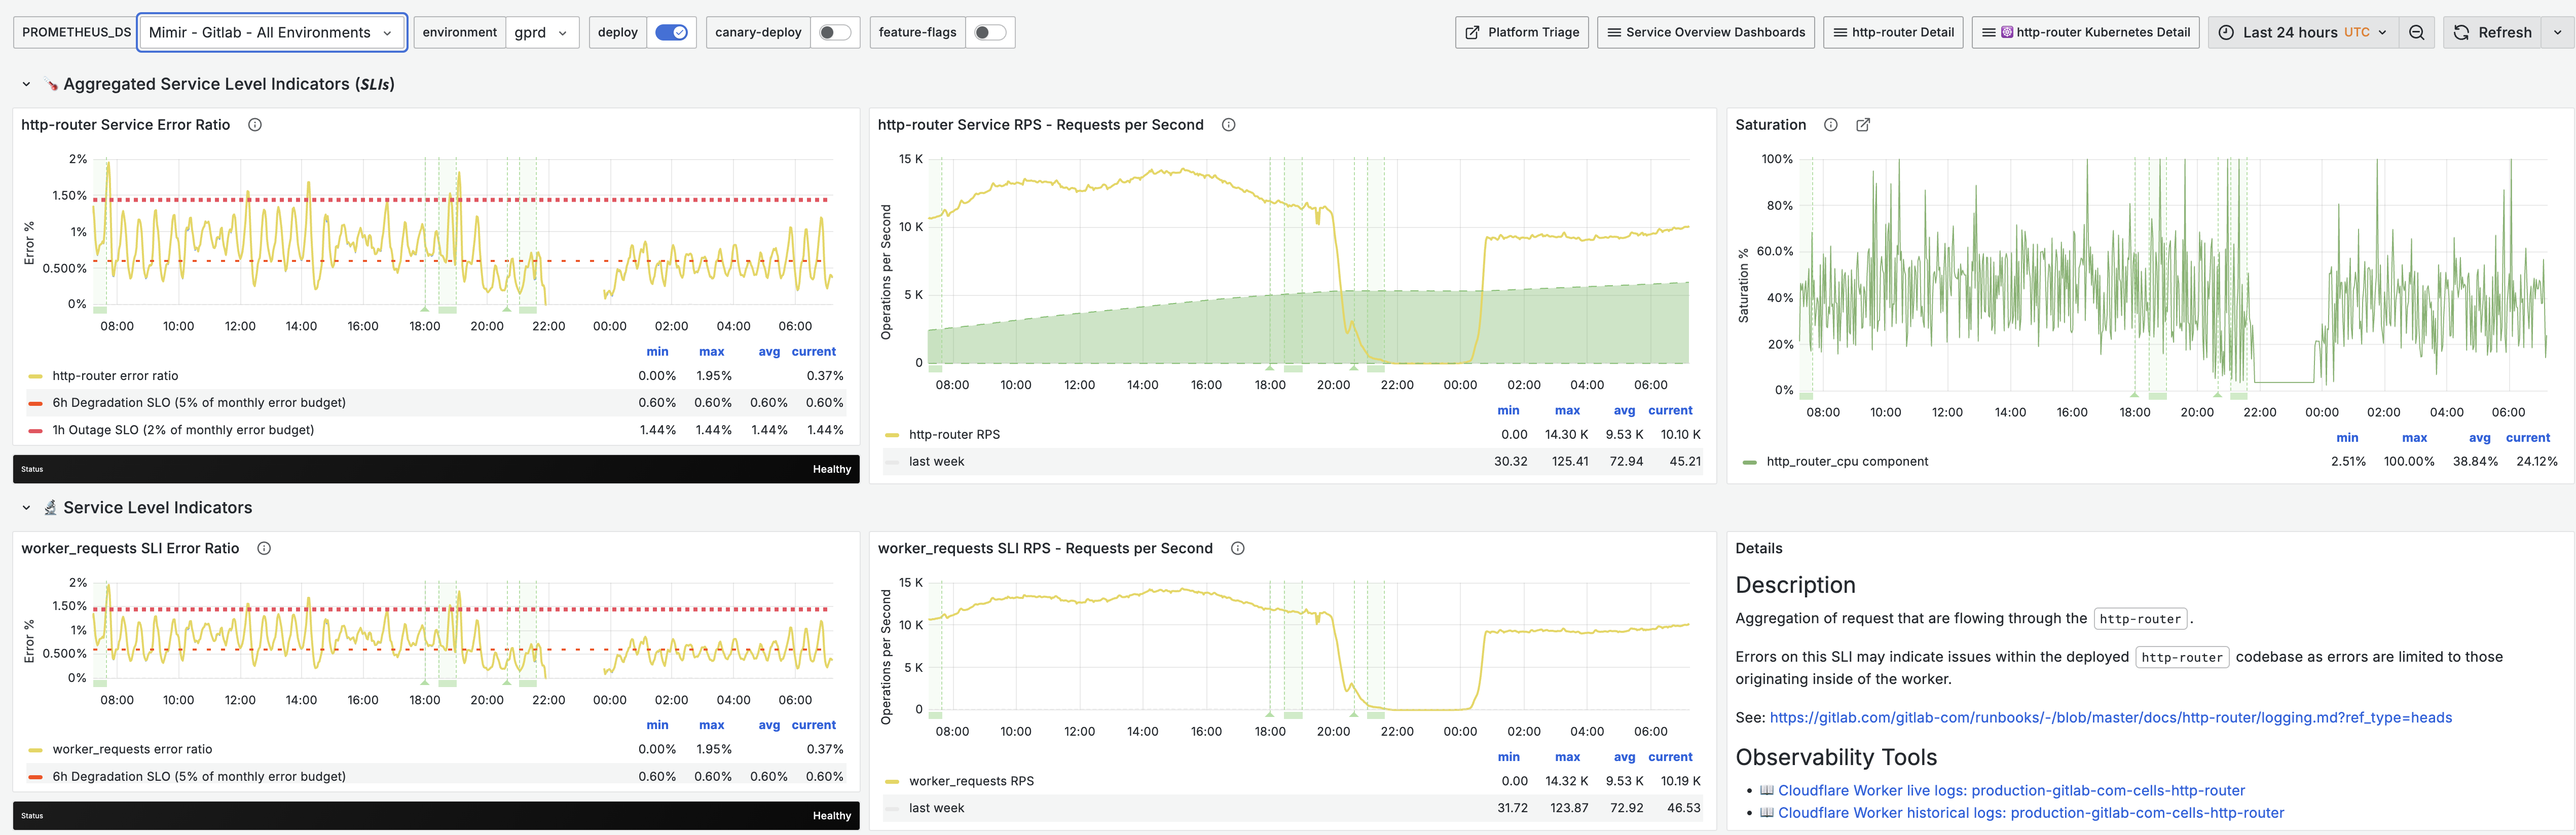 PROMETHEUS_DS Mimir - Gitlab - All Environments environment gprd deploy canary-deploy feature-flags Platform Triage Service Overview Dashboards http-router Detail http-router Kubernetes Detail Last 24 hours UTC Refresh
Aggregated Service Level Indicators (SLIs)
http-router Service Error Ratio
Error %
2%
1.50%
1%
0.500%
0%
08:00 10:00 12:00 14:00 16:00 18:00 20:00 22:00 00:00 02:00 04:00 06:00
min max avg current
http-router error ratio 0.00% 1.95% 0.37%
6h Degradation SLO (5% of monthly error budget) 0.60% 0.60% 0.60% 0.60%
1h Outage SLO (2% of monthly error budget) 1.44% 1.44% 1.44% 1.44%
Status Healthy
http-router Service RPS - Requests per Second
Operations per Second
15 K
10 K
5 K
0
08:00 10:00 12:00 14:00 16:00 18:00 20:00 22:00 00:00 02:00 04:00 06:00
min max avg current
http-router RPS 0.00 14.30 K 9.53 K 10.10 K
last week 30.32 125.41 72.94 45.21
Saturation
Saturation %
100%
80%
60.0%
40%
20%
0%
08:00 10:00 12:00 14:00 16:00 18:00 20:00 22:00 00:00 02:00 04:00 06:00
min max avg current
http_router_cpu component 2.51% 100.00% 38.84% 24.12%
Service Level Indicators
worker_requests SLI Error Ratio
Error %
2%
1.50%
1%
0.500%
0%
08:00 10:00 12:00 14:00 16:00 18:00 20:00 22:00 00:00 02:00 04:00 06:00
min max avg current
worker_requests error ratio 0.00% 1.95% 0.37%
6h Degradation SLO (5% of monthly error budget) 0.60% 0.60% 0.60% 0.60%
Status Healthy
worker_requests SLI RPS - Requests per Second
Operations per Second
15 K
10 K
5 K
0
08:00 10:00 12:00 14:00 16:00 18:00 20:00 22:00 00:00 02:00 04:00 06:00
min max avg current
worker_requests RPS 0.00 14.32 K 9.53 K 10.19 K
last week 31.72 123.87 72.92 46.53
Details
Description
Aggregation of request that are flowing through the http-router.
Errors on this SLI may indicate issues within the deployed http-router codebase as errors are limited to those
originating inside of the worker.
See: https://gitlab.com/gitlab-com/runbooks/-/blob/master/docs/http-router/logging.md?ref_type=heads
Observability Tools
• Cloudflare Worker live logs: production-gitlab-com-cells-http-router
• Cloudflare Worker historical logs: production-gitlab-com-cells-http-router